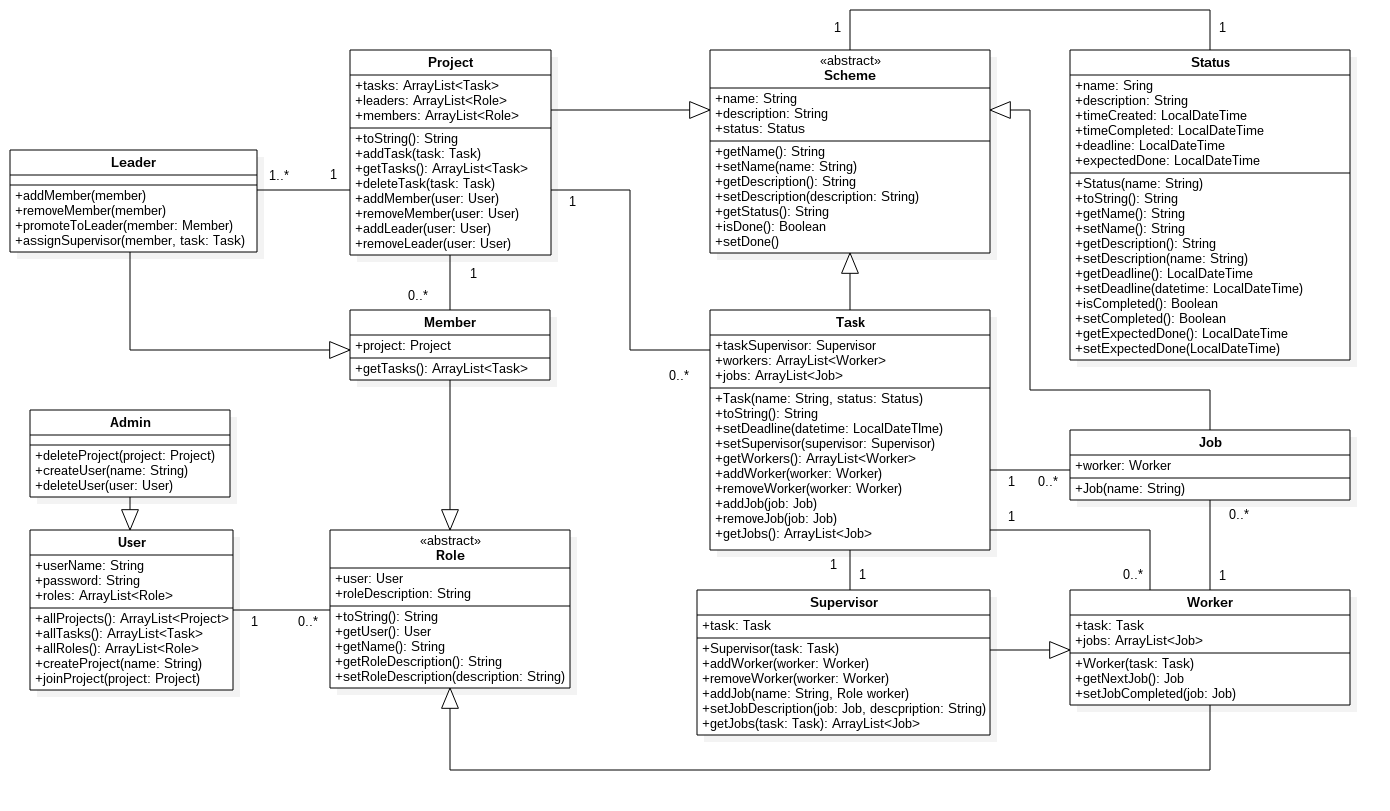 1
1
Project
+tasks: ArrayList<Task>
+leaders: ArrayList<Role>
+members: ArrayList<Role>
+toString(): String
+addTask(task: Task)
+getTasks(): ArrayList<Task>
+deleteTask(task: Task)
+addMember(user: User)
+removeMember(user: User)
+addLeader(user: User)
+removeLeader(user: User)
«abstract»
Scheme
+name: String
+description: String
+status: Status
+getName(): String
+setName(name: String)
+getDescription(): String
+setDescription(description: String)
+getStatus(): String
+isDone(): Boolean
+setDone()
Status
+name: Sring
+description: String
+timeCreated: LocalDateTime
+timeCompleted: LocalDateTime
+deadline: LocalDateTime
+expectedDone: LocalDateTime
+Status(name: String)
+toString(): String
+getName(): String
+setName(): String
+getDescription(): String
+setDescription(name: String)
+getDeadline(): LocalDateTime
+setDeadline(datetime: LocalDateTime)
+isCompleted(): Boolean
+setCompleted(): Boolean
+getExpectedDone(): LocalDateTime
+setExpectedDone(LocalDateTime)
Leader
+addMember(member)
+removeMember(member)
+promoteToLeader(member: Member)
+assignSupervisor(member, task: Task)
1..*
1
1
1
0..*
0..*
Member
+project: Project
+getTasks(): ArrayList<Task>
Task
+taskSupervisor: Supervisor
+workers: ArrayList<Worker>
+jobs: ArrayList<Job>
+Task(name: String, status: Status)
+toString(): String
+setDeadline(datetime: LocalDateTIme)
+setSupervisor(supervisor: Supervisor)
+getWorkers(): ArrayList<Worker>
+addWorker(worker: Worker)
+removeWorker(worker: Worker)
+addJob(job: Job)
+removeJob(job: Job)
+getJobs(): ArrayList<Job>
Admin
+deleteProject(project: Project)
+createUser(name: String)
+deleteUser(user: User)
Job
+worker: Worker
+Job(name: String)
1
0..*
1
0..*
0..*
1
1
1
User
+userName: String
+password: String
+roles: ArrayList<Role>
+allProjects(): ArrayList<Project>
+allTasks(): ArrayList<Task>
+allRoles(): ArrayList<Role>
+createProject(name: String)
+joinProject(project: Project)
1
0..*
«abstract»
Role
+user: User
+roleDescription: String
+toString(): String
+getUser(): User
+getName(): String
+getRoleDescription(): String
+setRoleDescription(description: String)
Supervisor
+task: Task
+Supervisor(task: Task)
+addWorker(worker: Worker)
+removeWorker(worker: Worker)
+addJob(name: String, Role worker)
+setJobDescription(job: Job, descpription: String)
+getJobs(task: Task): ArrayList<Job>
Worker
+task: Task
+jobs: ArrayList<Job>
+Worker(task: Task)
+getNextJob(): Job
+setJobCompleted(job: Job)